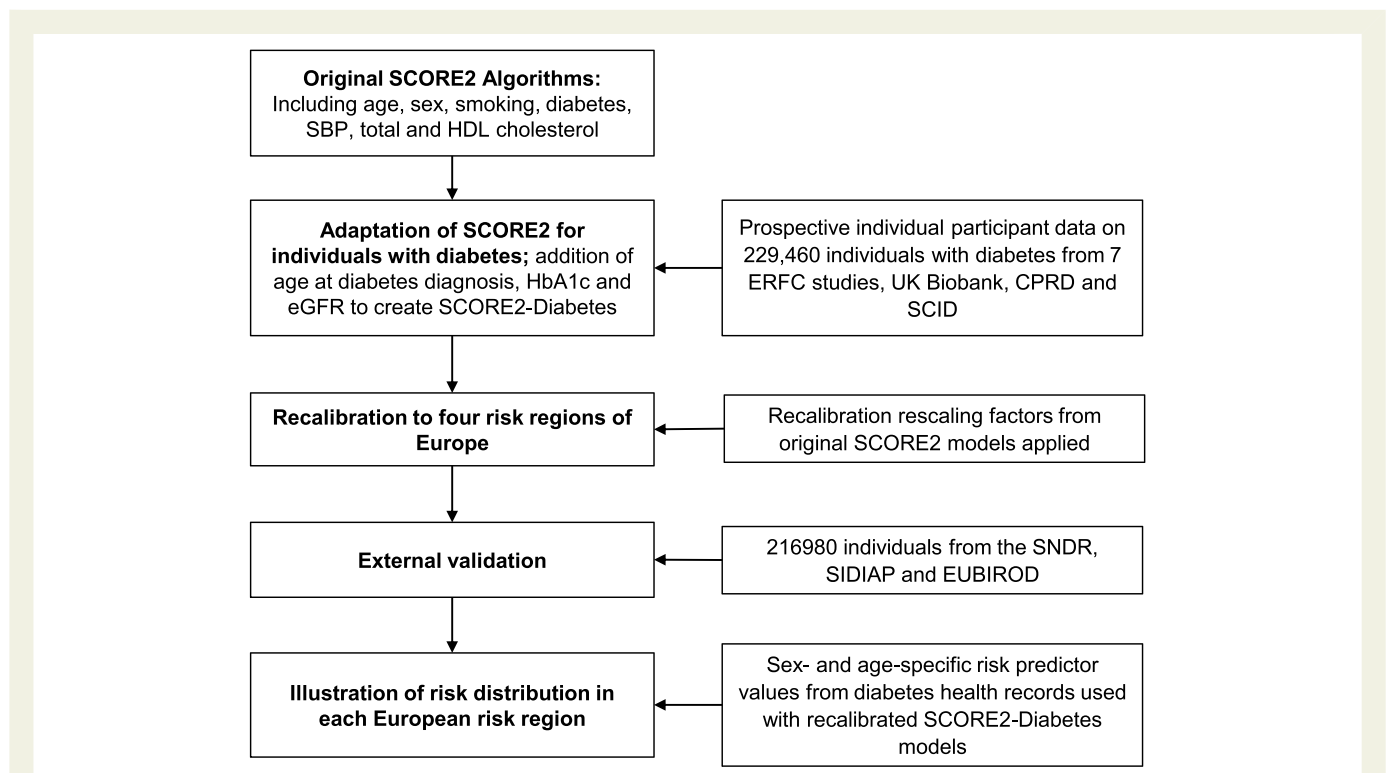 Original SCORE2 Algorithms:
Including age, sex, smoking, diabetes,
SBP, total and HDL cholesterol
Adaptation of SCORE2 for
individuals with diabetes; addition of
age at diabetes diagnosis, HbA1c and
eGFR to create SCORE2-Diabetes
Prospective individual participant data on
229,460 individuals with diabetes from 7
ERFC studies, UK Biobank, CPRD and
SCID
Recalibration to four risk regions of
Europe
Recalibration rescaling factors from
original SCORE2 models applied
External validation
216980 individuals from the SNDR,
SIDIAP and EUBIROD
Illustration of risk distribution in
each European risk region
Sex- and age-specific risk predictor
values from diabetes health records used
with recalibrated SCORE2-Diabetes
models